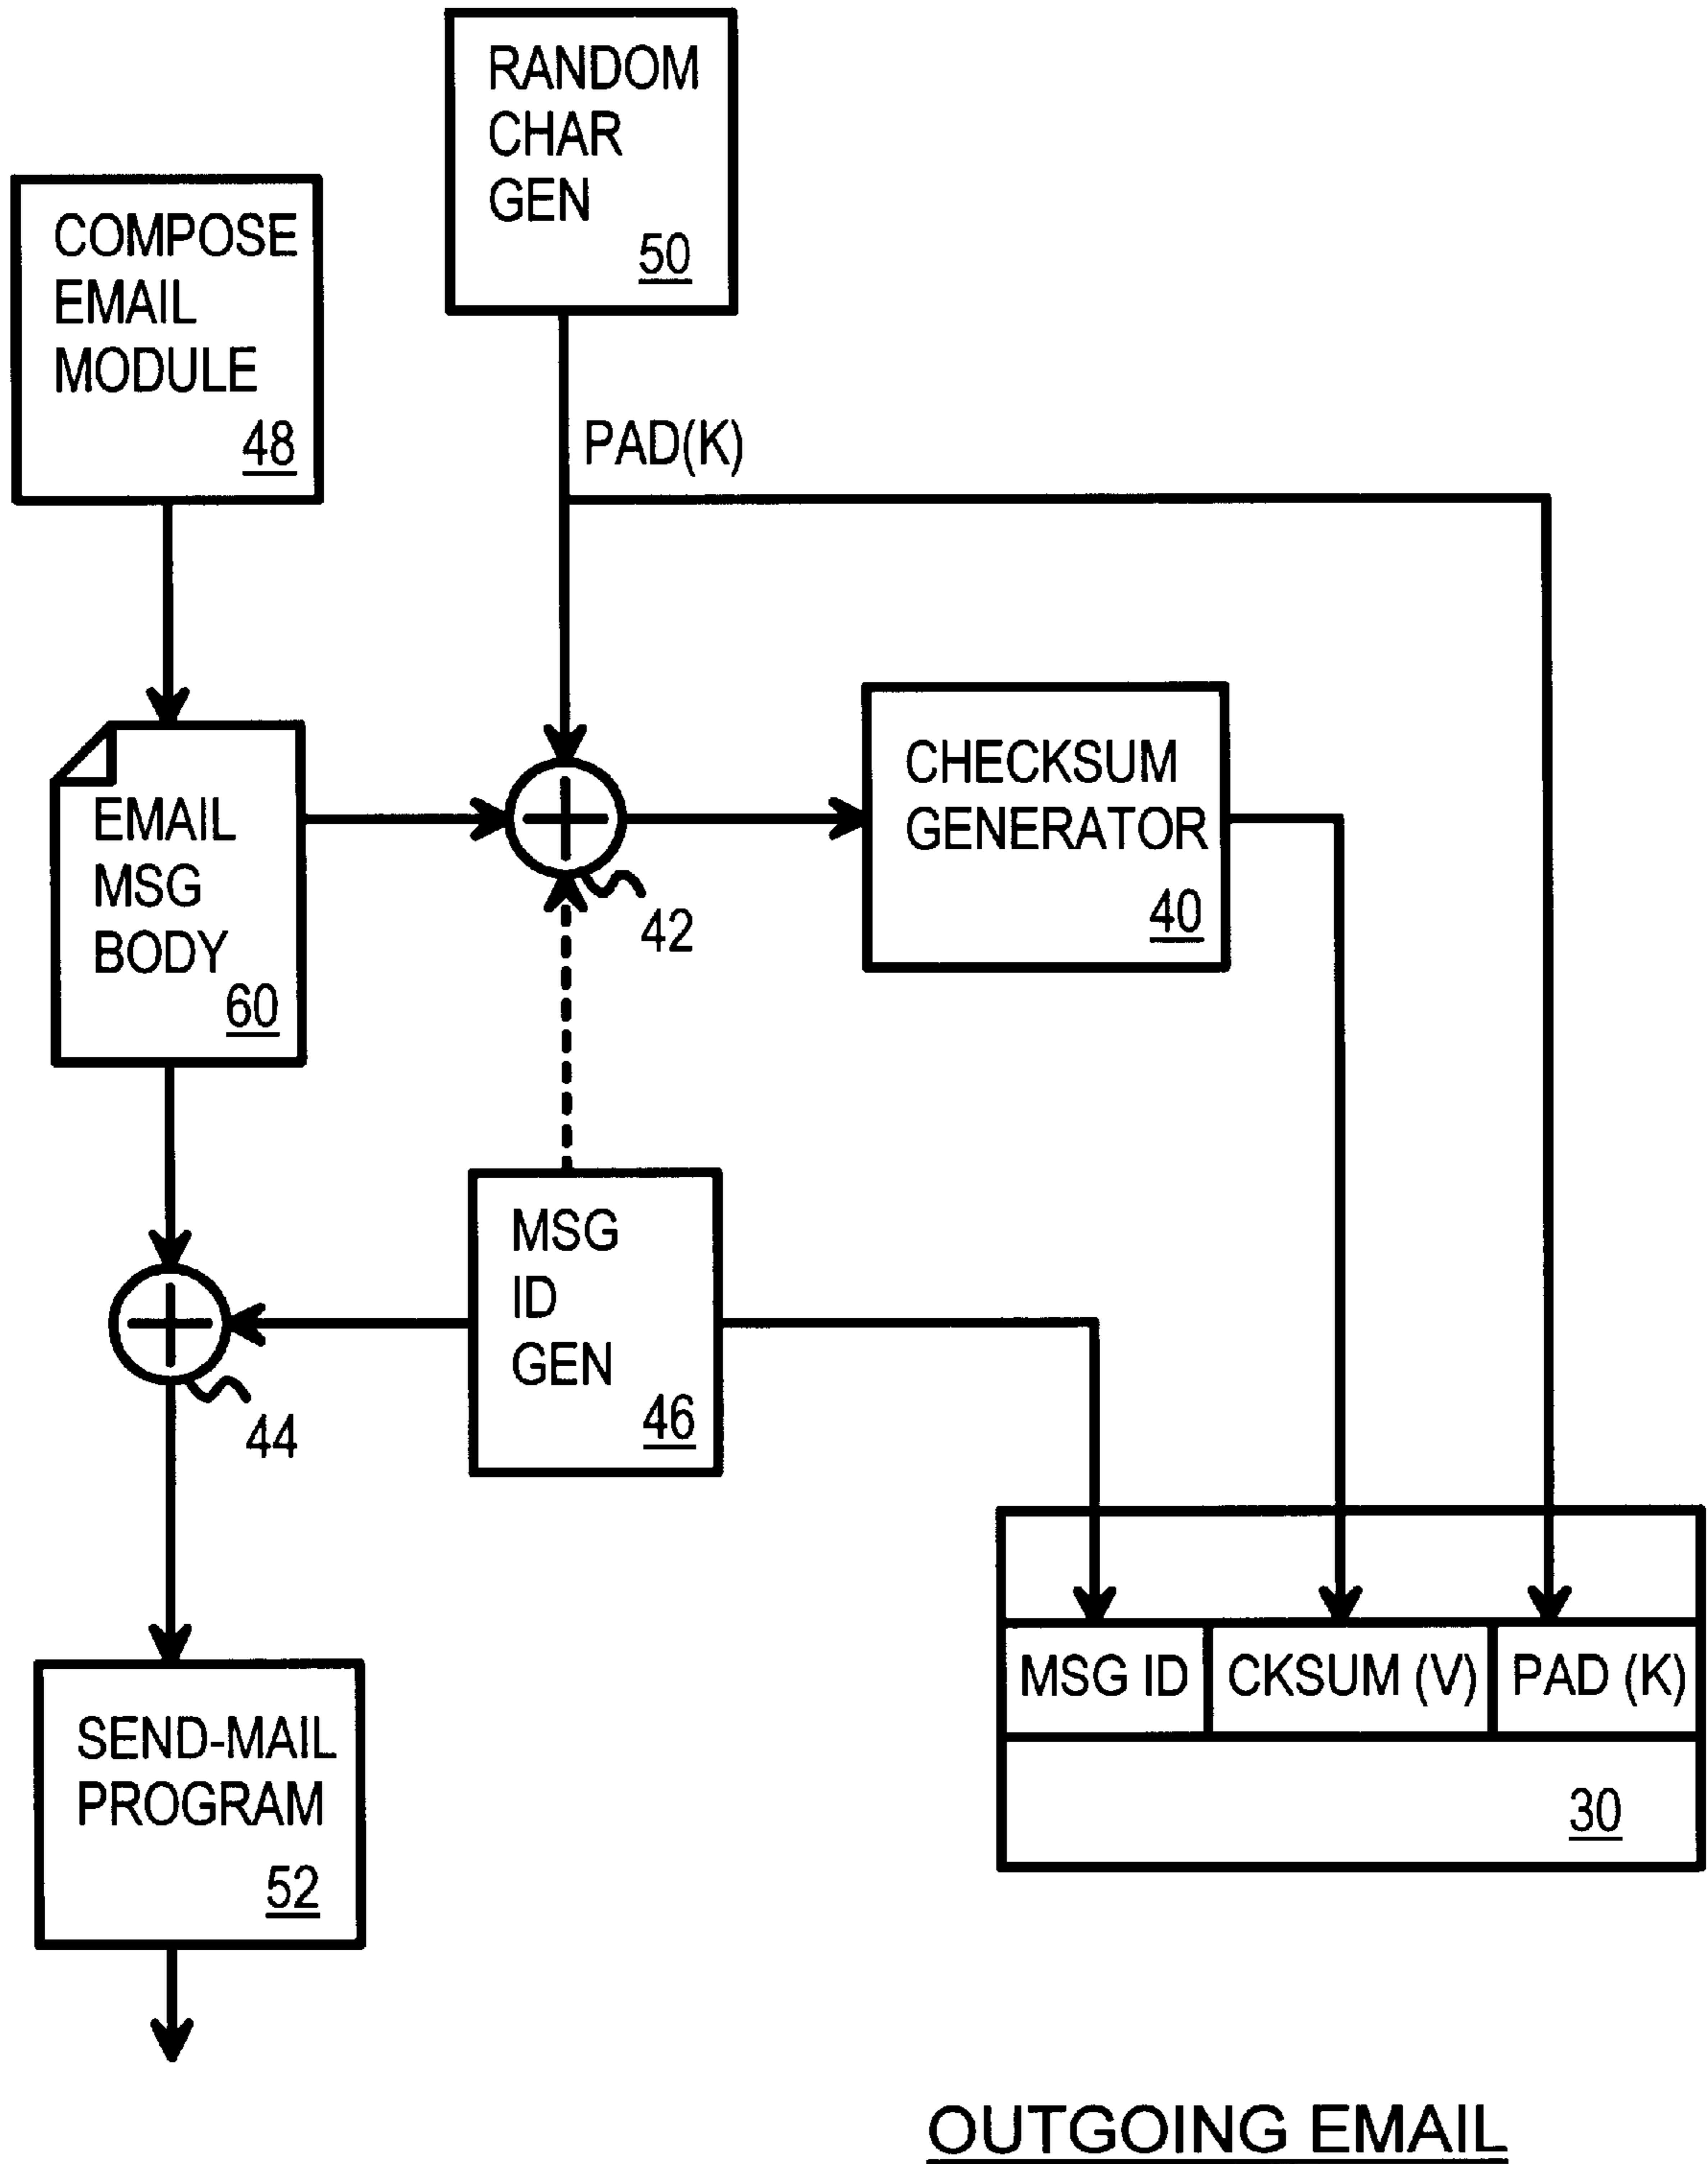 RANDOM
CHAR
GEN
50
COMPOSE
EMAIL
MODULE
48
PAD(K)
EMAIL
MSG
BODY
60
42
CHECKSUM
GENERATOR
40
MSG
ID
GEN
46
44
MSG ID
CKSUM (V)
PAD (K)
30
SEND-MAIL
PROGRAM
52
OUTGOING EMAIL